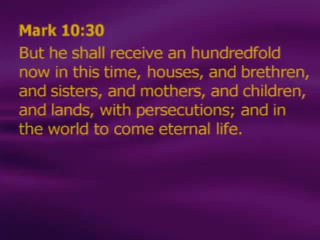 Mark 10:30
But he shall receive an hundredfold
now in this time, houses, and brethren,
and sisters, and mothers, and children,
and lands, with persecutions; and in
the world to come eternal life.